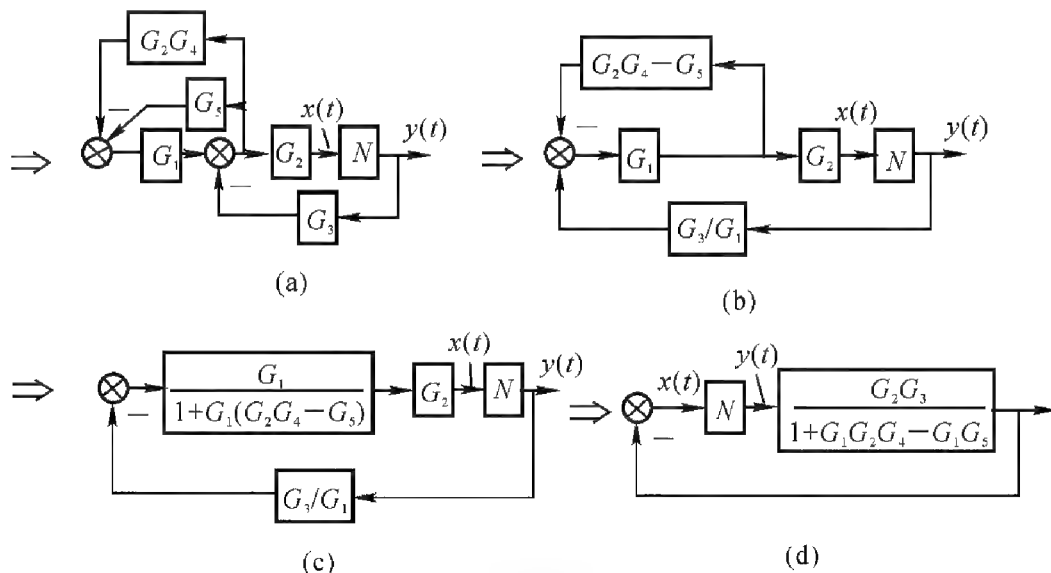 ⇒
G₂G₄
−
G₅
x(t)
y(t)
G₁
G₂
N
−
G₃
(a)
⇒
G₂G₄−G₅
−
x(t)
y(t)
G₁
G₂
N
G₃/G₁
(b)
⇒
G₁
1+G₁(G₂G₄−G₅)
x(t)
y(t)
G₂
N
−
G₃/G₁
(c)
⇒
x(t)
y(t)
N
G₂G₃
1+G₁G₂G₄−G₁G₅
−
(d)